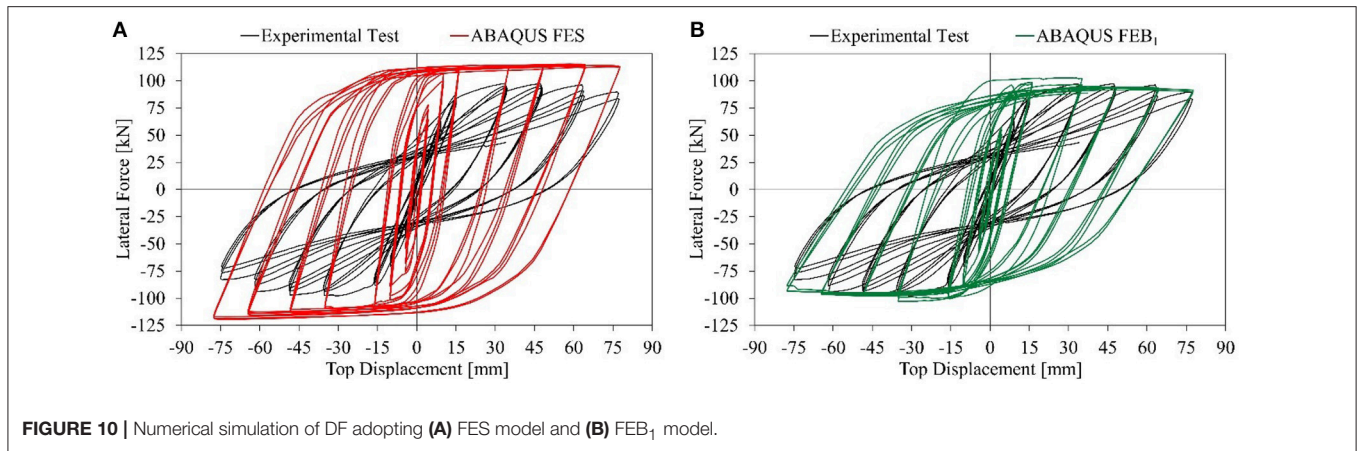 A
Experimental Test
ABAQUS FES
125
100
75
50
25
0
-25
-50
-75
-100
-125
Lateral Force [kN]
-90 -75 -60 -45 -30 -15 0 15 30 45 60 75 90
Top Displacement [mm]
B
Experimental Test
ABAQUS FEB₁
125
100
75
50
25
0
-25
-50
-75
-100
-125
Lateral Force [kN]
-90 -75 -60 -45 -30 -15 0 15 30 45 60 75 90
Top Displacement [mm]
FIGURE 10 | Numerical simulation of DF adopting (A) FES model and (B) FEB₁ model.